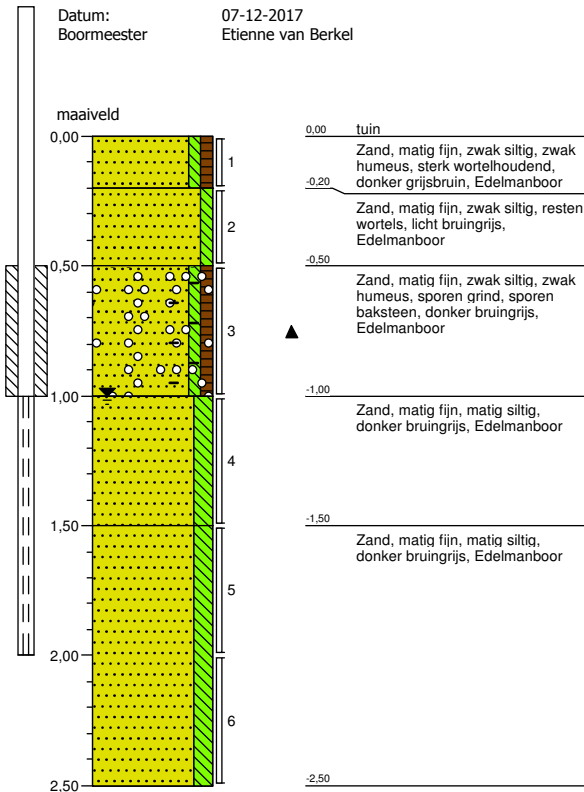 Datum: 07-12-2017
Boormeester Etienne van Berkel
maaiveld
0,00
0,50
1,00
1,50
2,00
2,50
1
2
3
4
5
6
0,00 tuin
Zand, matig fijn, zwak siltig, zwak
humeus, sterk wortelhoudend,
donker grijsbruin, Edelmanboor
-0,20
Zand, matig fijn, zwak siltig, resten
wortels, licht bruingrijs,
Edelmanboor
-0,50
Zand, matig fijn, zwak siltig, zwak
humeus, sporen grind, sporen
baksteen, donker bruingrijs,
Edelmanboor
-1,00
Zand, matig fijn, matig siltig,
donker bruingrijs, Edelmanboor
-1,50
Zand, matig fijn, matig siltig,
donker bruingrijs, Edelmanboor
-2,50